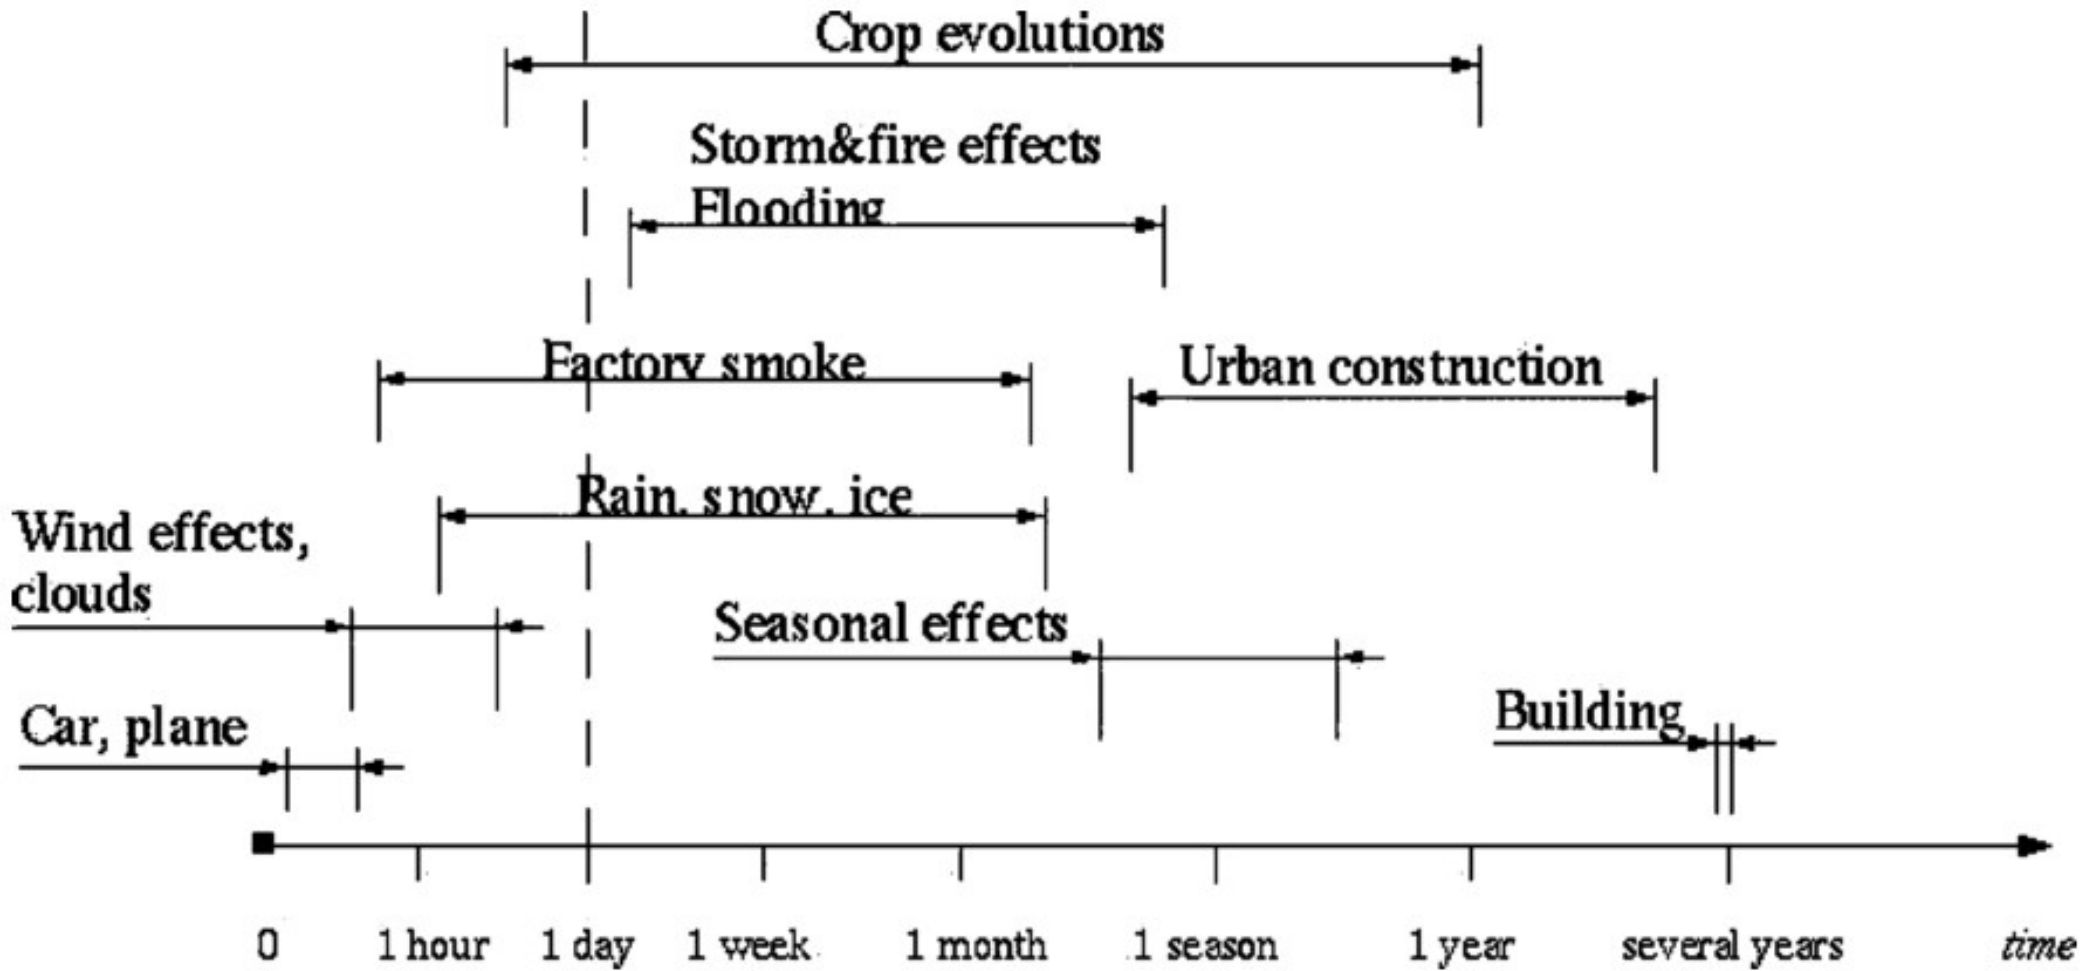 Crop evolutions
Storm&fire effects
Flooding
Factory smoke
Urban construction
Rain, snow, ice
Wind effects,
clouds
Seasonal effects
Building
Car, plane
0 1 hour 1 day 1 week 1 month 1 season 1 year several years time